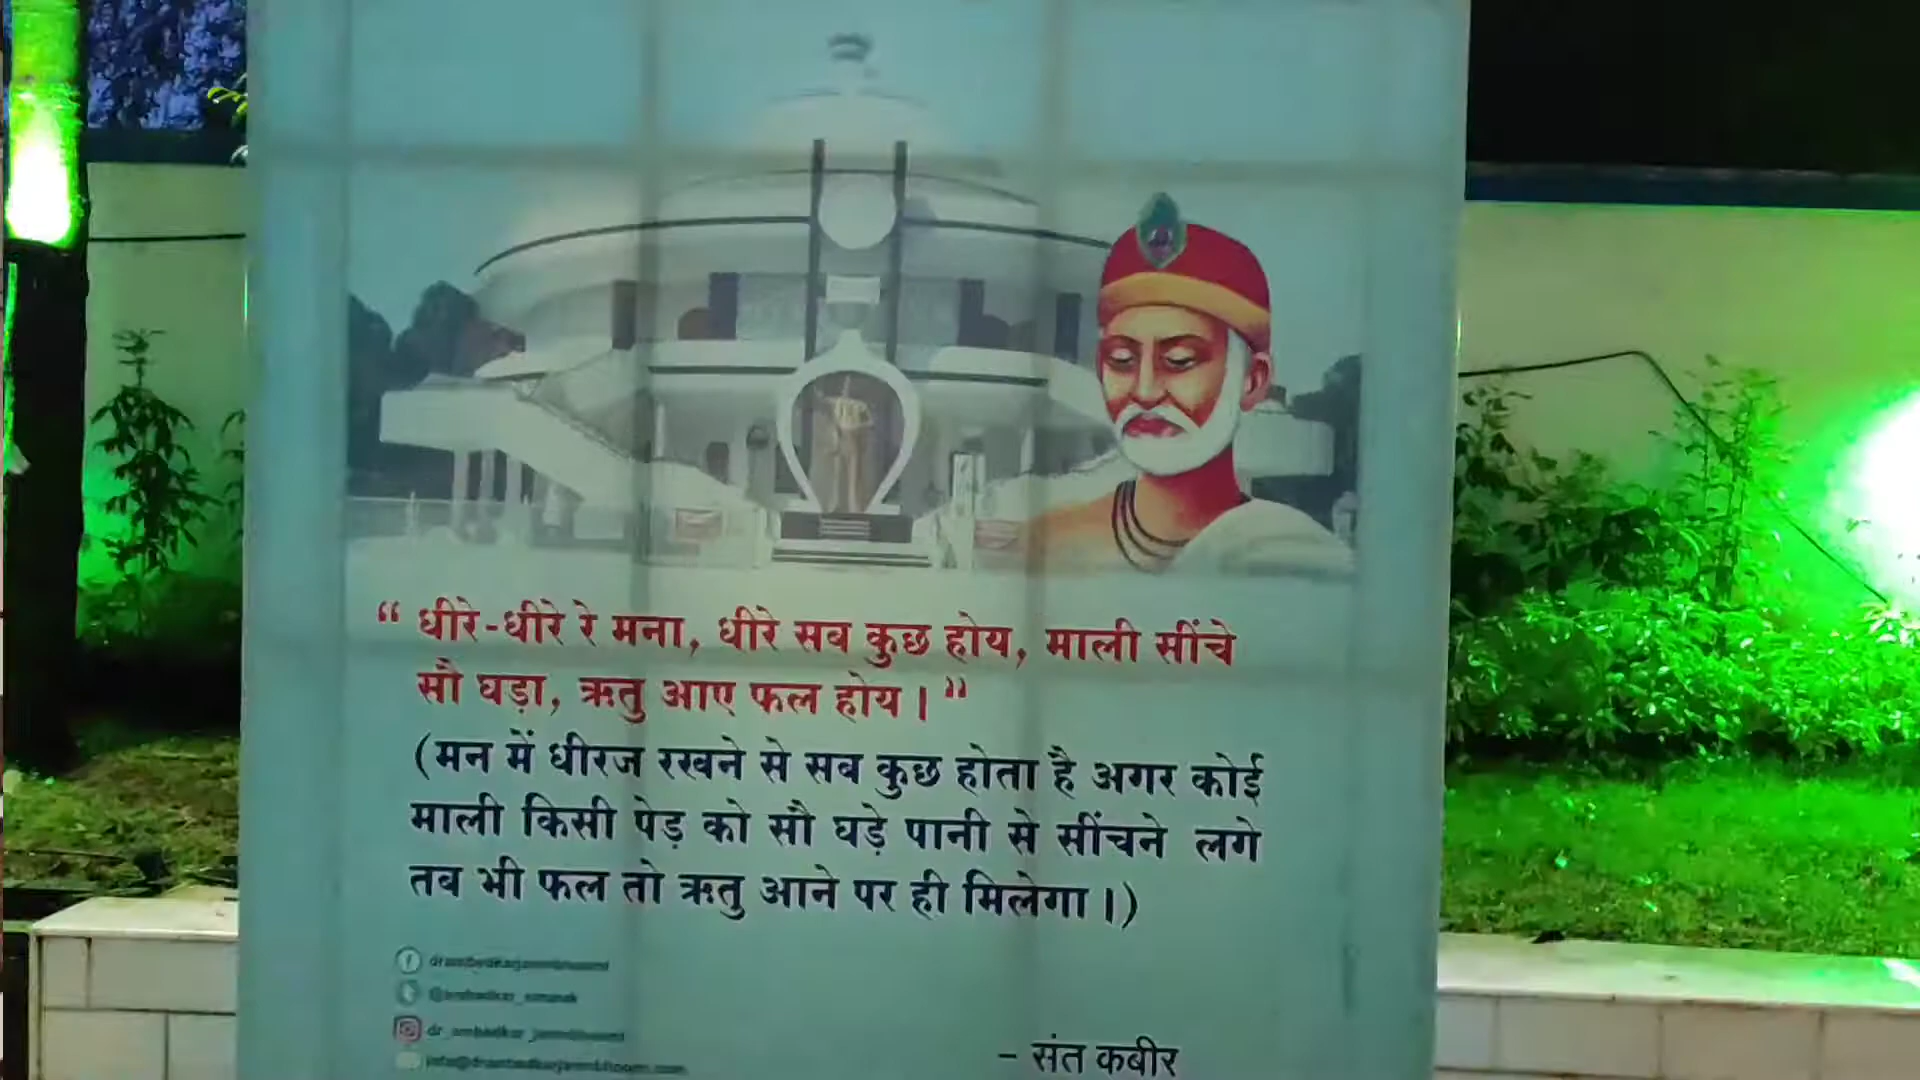 “ धीरे-धीरे रे मना, धीरे सब कुछ होय, माली सींचे
सौ घड़ा, ऋतु आए फल होय। ”
(मन में धीरज रखने से सब कुछ होता है अगर कोई
माली किसी पेड़ को सौ घड़े पानी से सींचने लगे
तब भी फल तो ऋतु आने पर ही मिलेगा।)
- संत कबीर